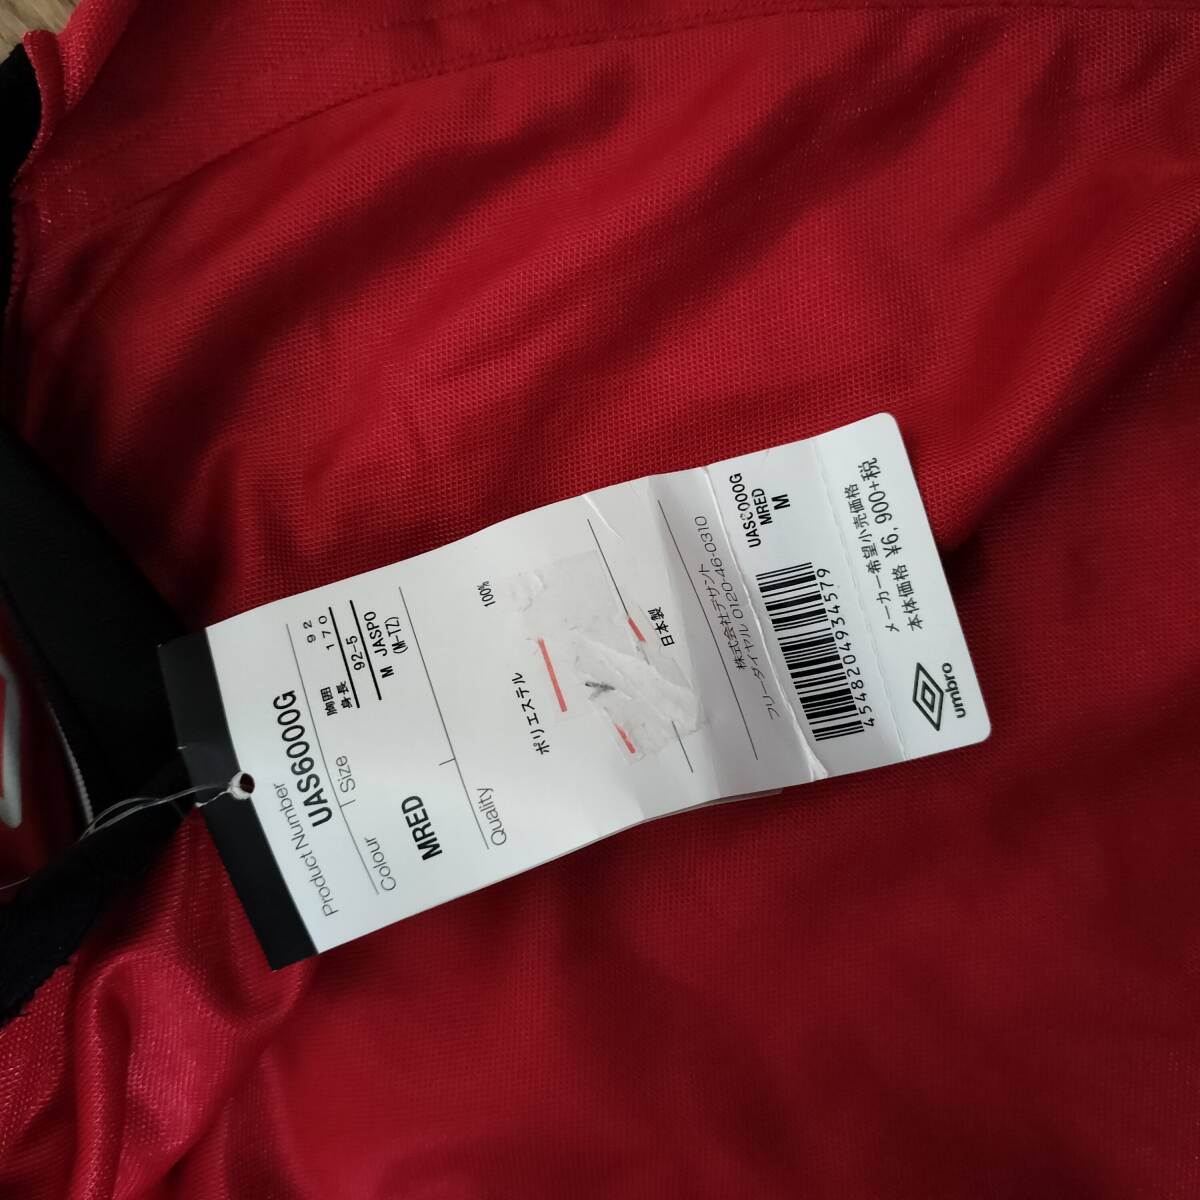 Product Number
UAS6000G
Size
胸囲 92
身長 170
92-5
M JASPO
(M-TZ)
Colour
MRED
Quality
ポリエステル 100%
日本製
株式会社デサント
フリーダイヤル 0120-46-0310
UAS6000G
MRED
M
4548204934579
メーカー希望小売価格
本体価格 ¥6,900+税
umbro